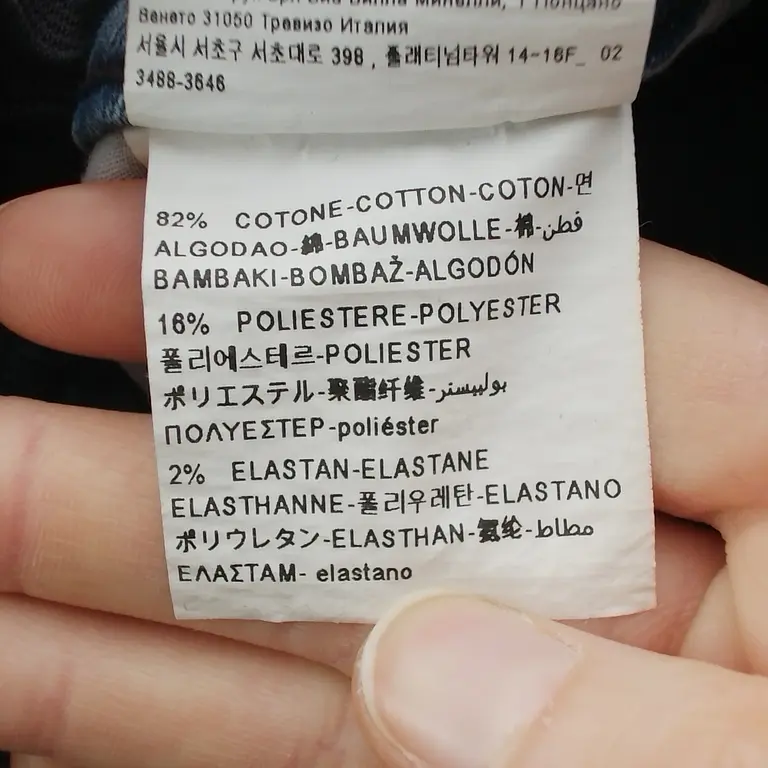 Венето 31050 Тревизо Италия
서울시 서초구 서초대로 398 , 플래티넘타워 14-16F_ 02
3488-3646
82% COTONE-COTTON-COTON-면
ALGODAO-綿-BAUMWOLLE-棉-قطن
BAMBAKI-BOMBAŽ-ALGODÓN
16% POLIESTERE-POLYESTER
폴리에스테르-POLIESTER
ポリエステル-聚酯纤维-بوليستر
ΠΟΛΥΕΣΤΕΡ-poliéster
2% ELASTAN-ELASTANE
ELASTHANNE-폴리우레탄-ELASTANO
ポリウレタン-ELASTHAN-氨纶-مطاط
ΕΛΑΣΤΑΜ- elastano